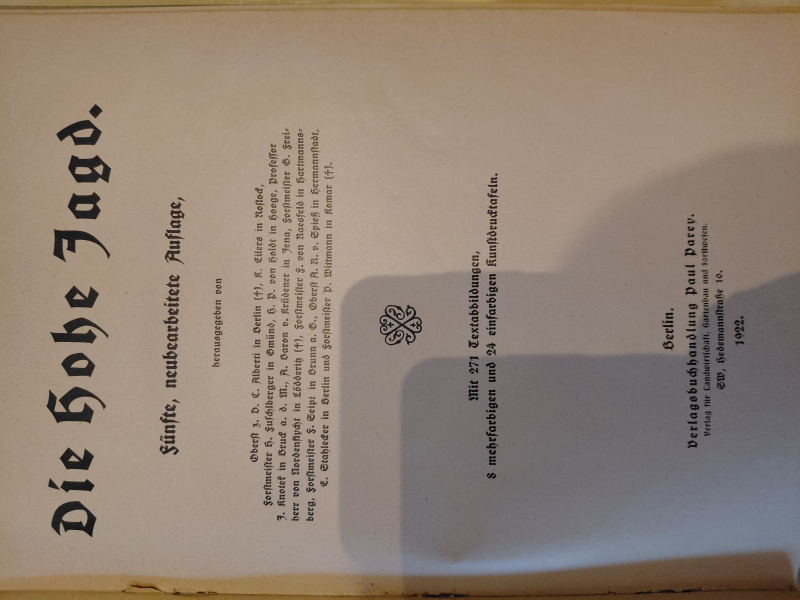 Die Hohe Jagd.
Fünfte, neubearbeitete Auflage,
herausgegeben von
Oberst z. D. C. Alberti in Berlin (†), K. Eilers in Rostock,
Forstmeister H. Fuschlberger in Gmünd, H. P. von Holdt in Hooge, Professor
J. Knotek in Bruck a. d. M., A. Baron v. Krüdener in Jena, Forstmeister G. Frei-
herr von Nordenflycht in Lödderitz (†), Forstmeister F. von Raesfeld in Hartmanns-
berg, Forstmeister F. Seipt in Brunn a. G., Oberst A. R. v. Spieß in Hermannstadt,
C. Stahlecker in Berlin und Forstmeister P. Wittmann in Komar (†).
Mit 271 Textabbildungen,
8 mehrfarbigen und 24 einfarbigen Kunstdrucktafeln.
Berlin.
Verlagsbuchhandlung Paul Parey.
Verlag für Landwirtschaft, Gartenbau und Forstwesen.
SW, Hedemannstraße 10.
1922.